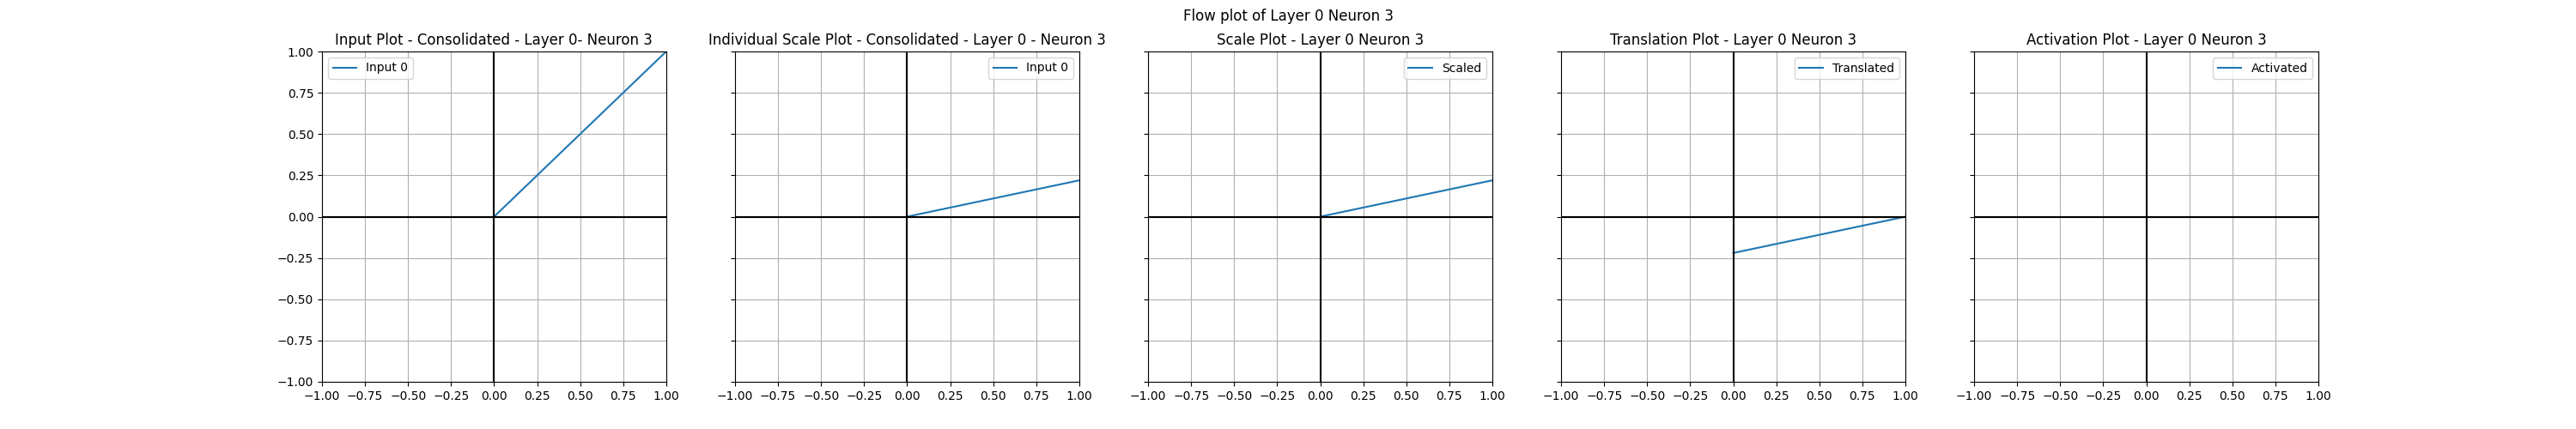 Flow plot of Layer 0 Neuron 3
Input Plot - Consolidated - Layer 0- Neuron 3
Input 0
1.00
0.75
0.50
0.25
0.00
−0.25
−0.50
−0.75
−1.00
−1.00 −0.75 −0.50 −0.25 0.00 0.25 0.50 0.75 1.00
Individual Scale Plot - Consolidated - Layer 0 - Neuron 3
Input 0
−1.00 −0.75 −0.50 −0.25 0.00 0.25 0.50 0.75 1.00
Scale Plot - Layer 0 Neuron 3
Scaled
−1.00 −0.75 −0.50 −0.25 0.00 0.25 0.50 0.75 1.00
Translation Plot - Layer 0 Neuron 3
Translated
−1.00 −0.75 −0.50 −0.25 0.00 0.25 0.50 0.75 1.00
Activation Plot - Layer 0 Neuron 3
Activated
−1.00 −0.75 −0.50 −0.25 0.00 0.25 0.50 0.75 1.00